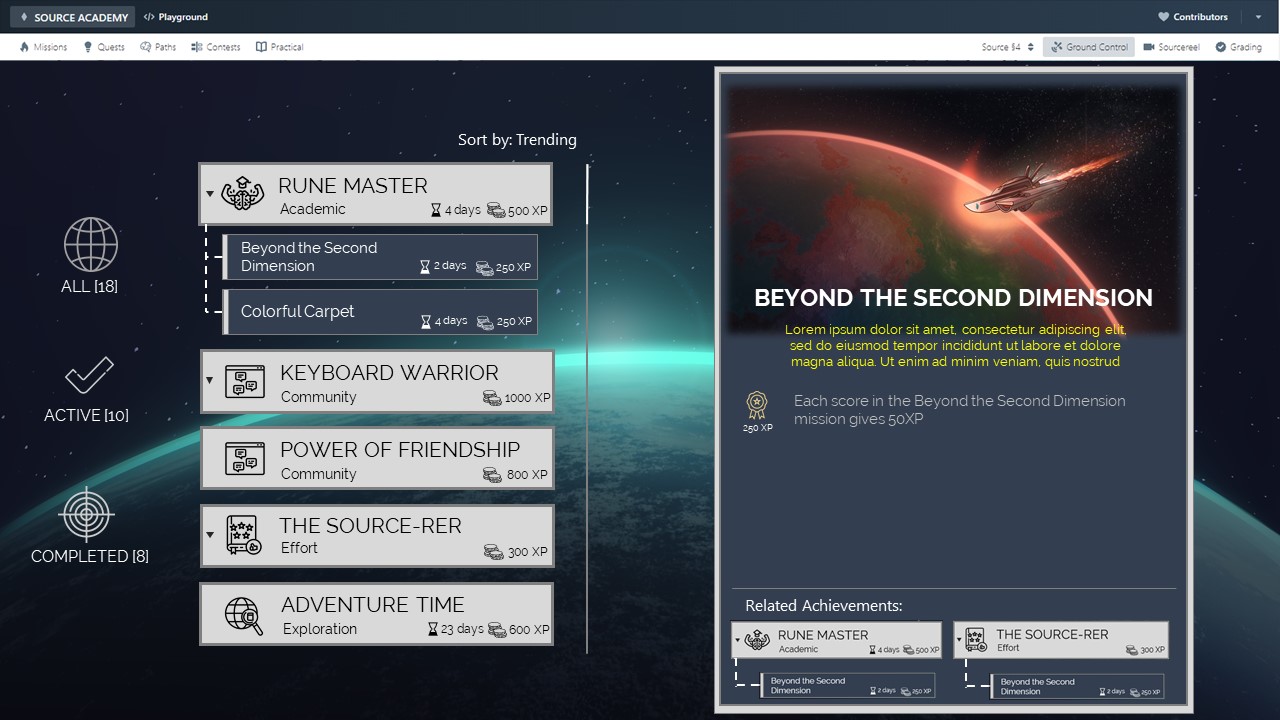 SOURCE ACADEMY
Playground
Contributors
Missions
Quests
Paths
Contests
Practical
Source §4
Ground Control
Sourcereel
Grading
Sort by: Trending
ALL [18]
ACTIVE [10]
COMPLETED [8]
RUNE MASTER
Academic
4 days
500 XP
Beyond the Second
Dimension
2 days
250 XP
Colorful Carpet
4 days
250 XP
KEYBOARD WARRIOR
Community
1000 XP
POWER OF FRIENDSHIP
Community
800 XP
THE SOURCE-RER
Effort
300 XP
ADVENTURE TIME
Exploration
23 days
600 XP
BEYOND THE SECOND DIMENSION
Lorem ipsum dolor sit amet, consectetur adipiscing elit,
sed do eiusmod tempor incididunt ut labore et dolore
magna aliqua. Ut enim ad minim veniam, quis nostrud
250 XP
Each score in the Beyond the Second Dimension
mission gives 50XP
Related Achievements:
RUNE MASTER
Academic
4 days
500 XP
Beyond the Second
Dimension
2 days
250 XP
THE SOURCE-RER
Effort
300 XP
Beyond the Second
Dimension
2 days
250 XP